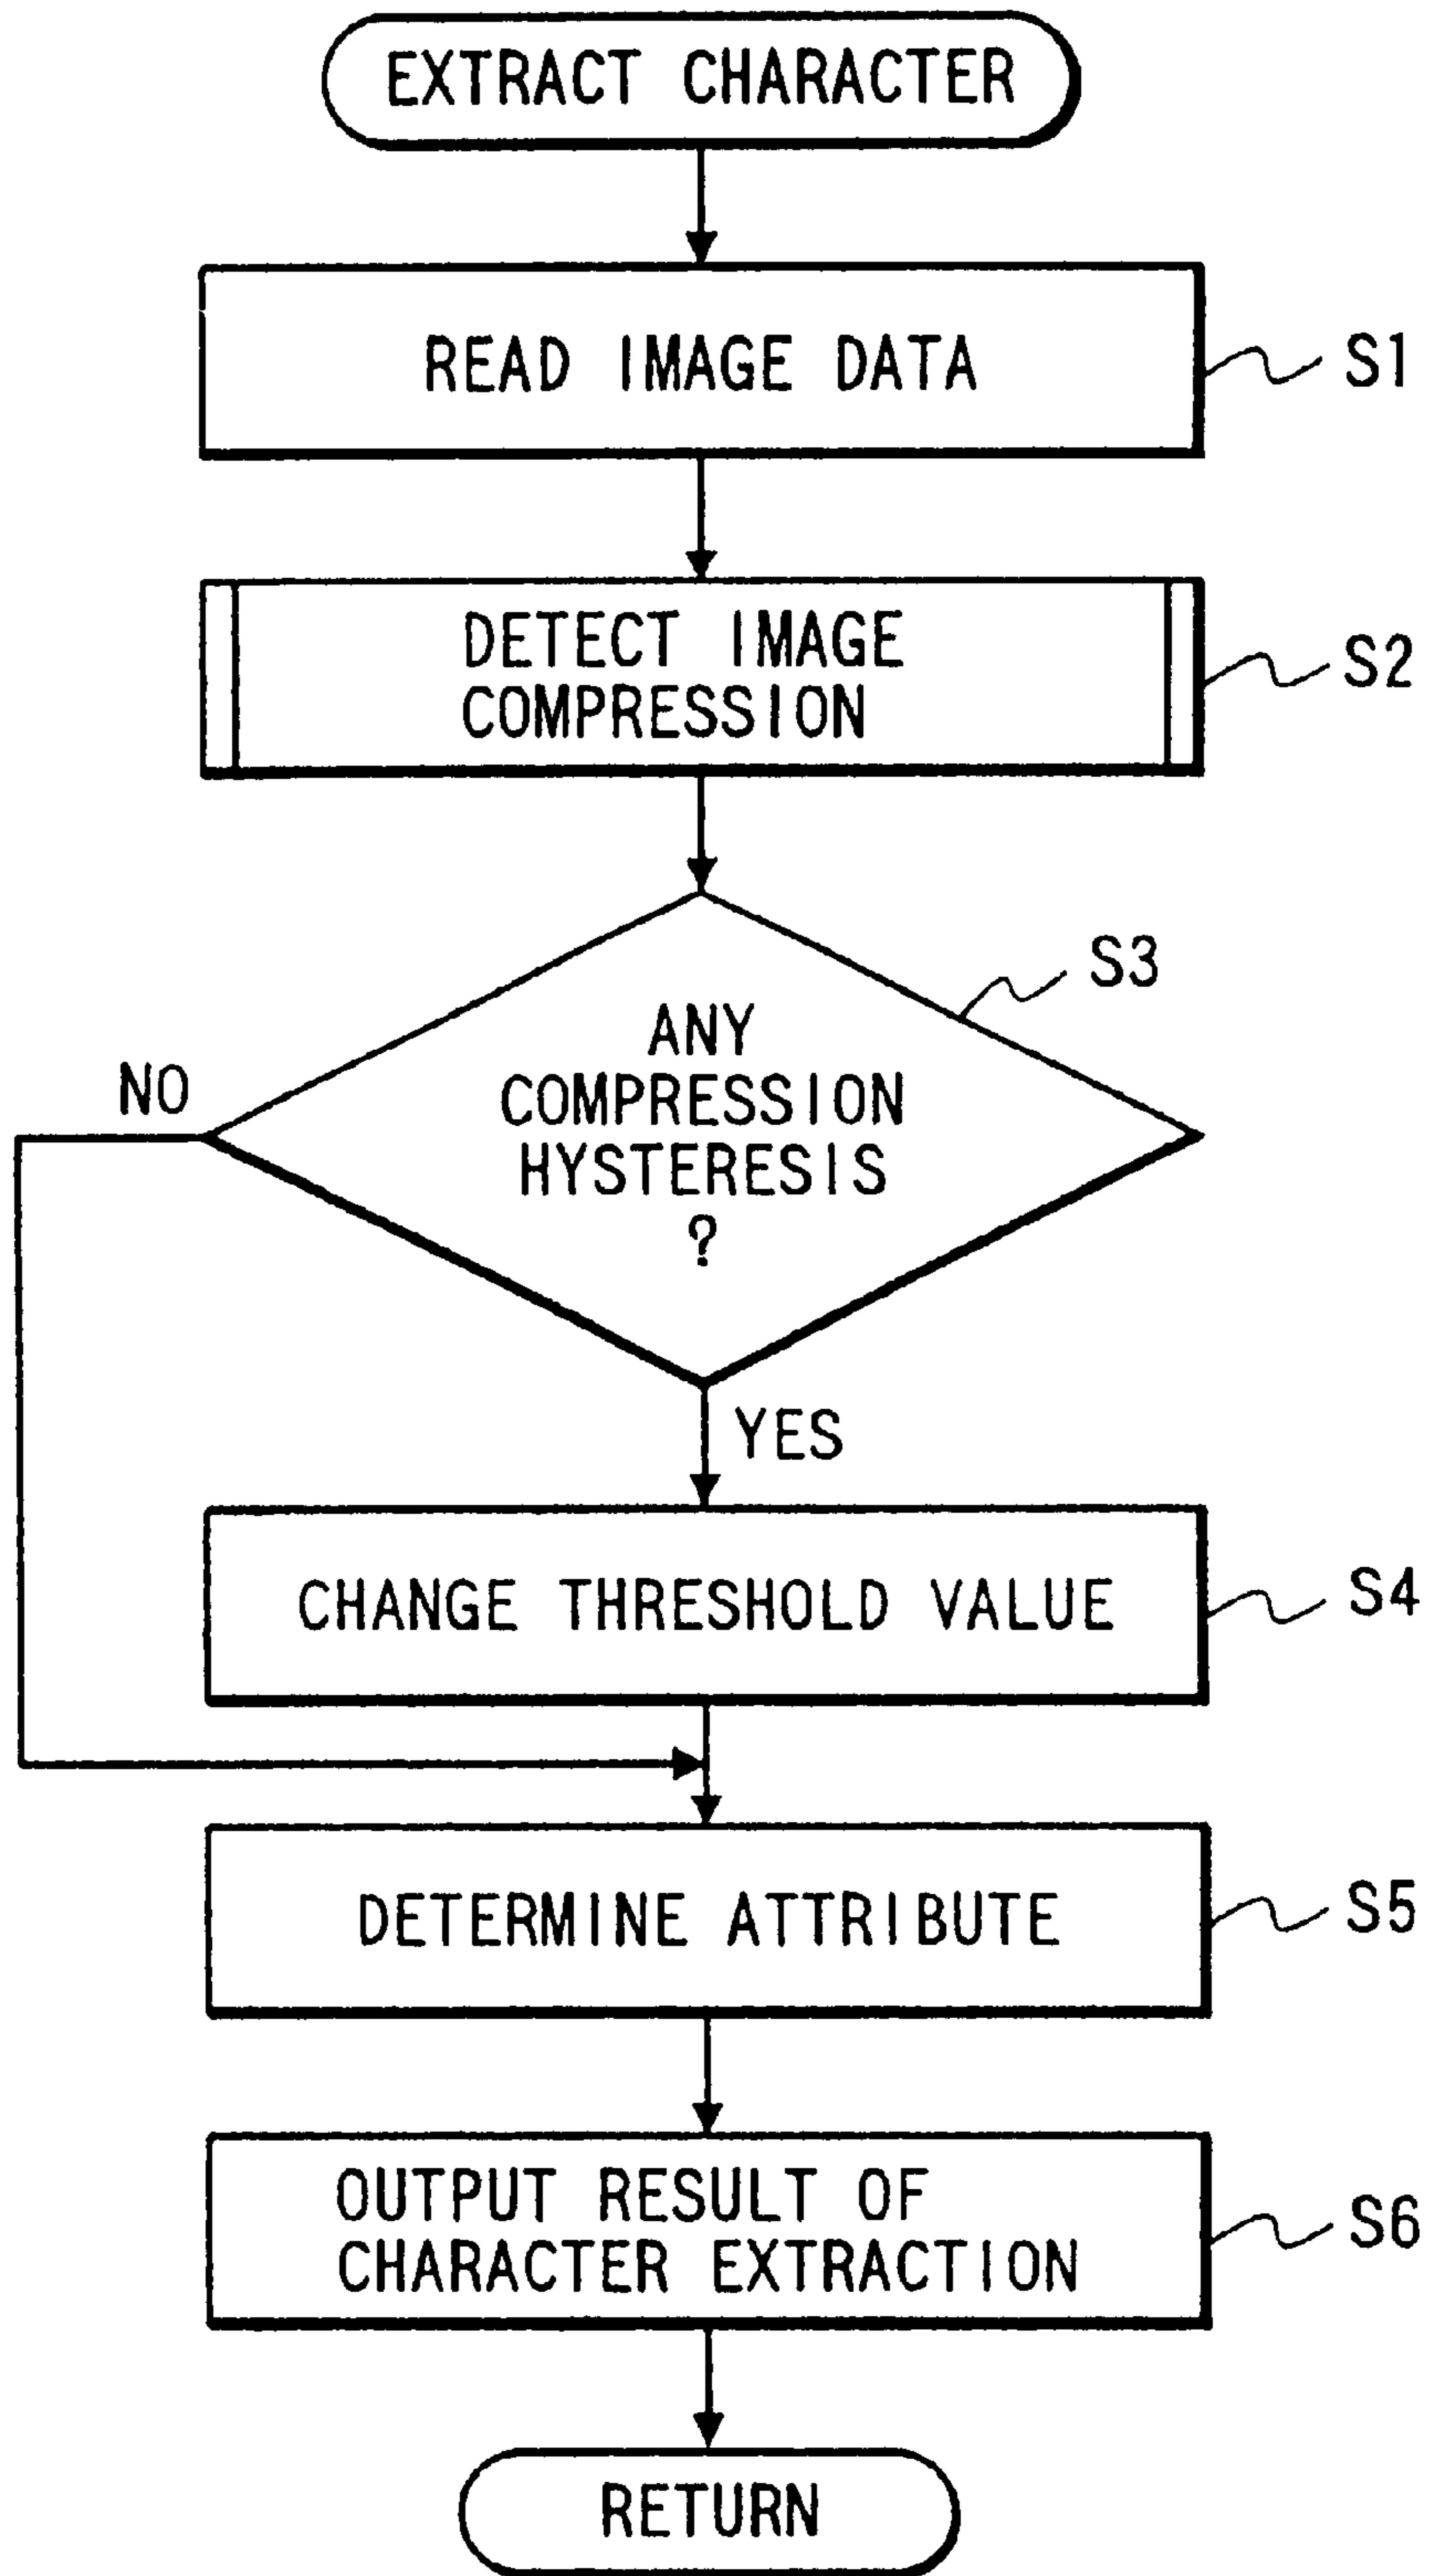 EXTRACT CHARACTER
READ IMAGE DATA
S1
DETECT IMAGE
COMPRESSION
S2
S3
ANY
COMPRESSION
HYSTERESIS
?
NO
YES
CHANGE THRESHOLD VALUE
S4
DETERMINE ATTRIBUTE
S5
OUTPUT RESULT OF
CHARACTER EXTRACTION
S6
RETURN